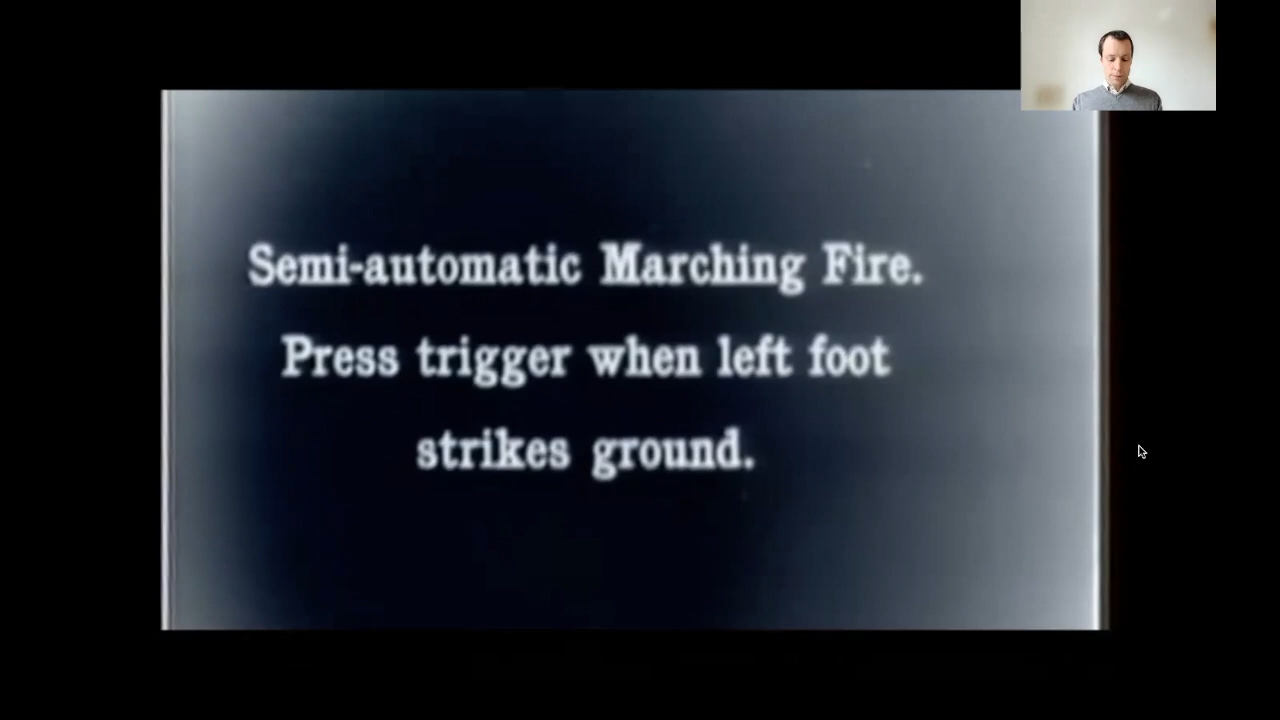 Semi-automatic Marching Fire.
Press trigger when left foot
strikes ground.